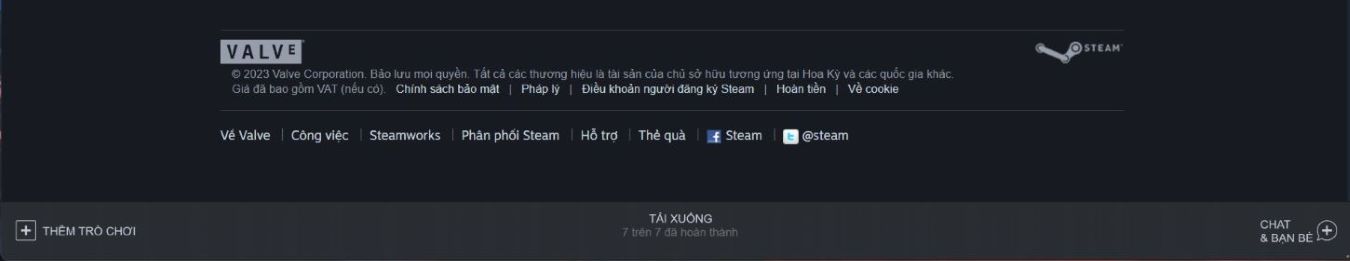 VALVE
STEAM
© 2023 Valve Corporation. Bảo lưu mọi quyền. Tất cả các thương hiệu là tài sản của chủ sở hữu tương ứng tại Hoa Kỳ và các quốc gia khác.
Giá đã bao gồm VAT (nếu có). Chính sách bảo mật | Pháp lý | Điều khoản người đăng ký Steam | Hoàn tiền | Về cookie
Về Valve | Công việc | Steamworks | Phân phối Steam | Hỗ trợ | Thẻ quà | Steam | @steam
THÊM TRÒ CHƠI
TẢI XUỐNG
7 trên 7 đã hoàn thành
CHAT
& BẠN BÈ